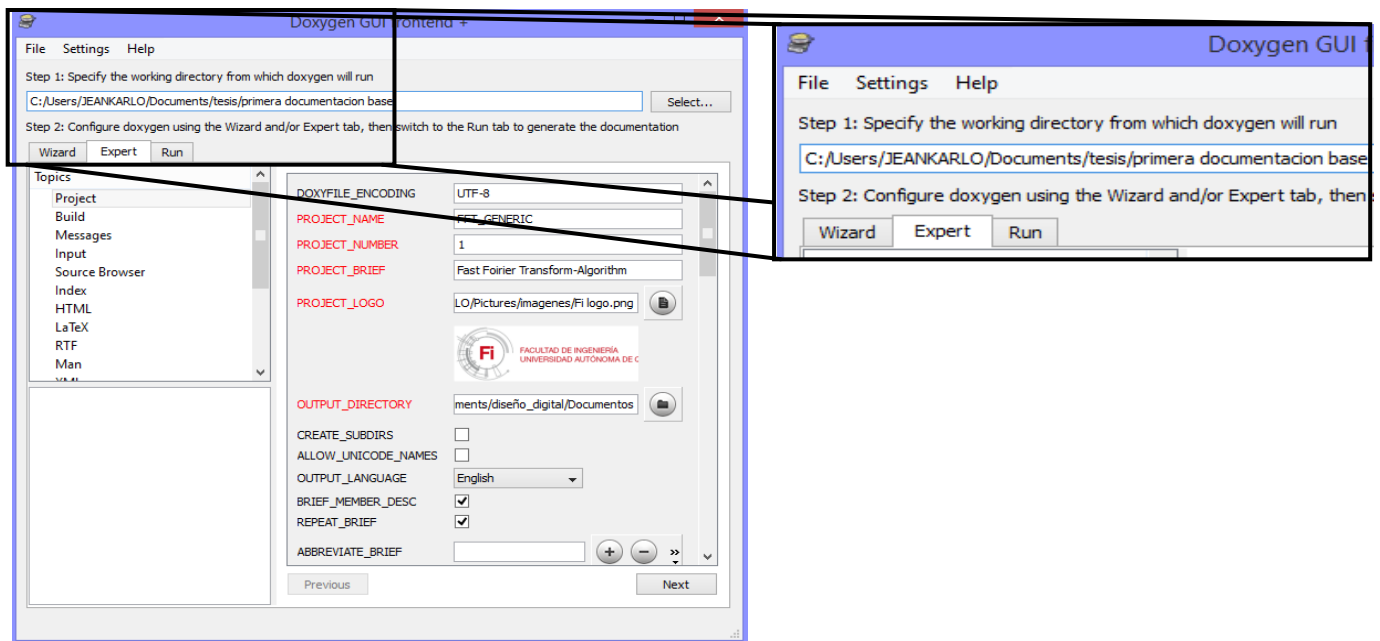 Doxygen GUI frontend +
File Settings Help
Step 1: Specify the working directory from which doxygen will run
C:/Users/JEANKARLO/Documents/tesis/primera documentacion base
Select...
Step 2: Configure doxygen using the Wizard and/or Expert tab, then switch to the Run tab to generate the documentation
Wizard Expert Run
Topics
Project
Build
Messages
Input
Source Browser
Index
HTML
LaTeX
RTF
Man
XML
DOXYFILE_ENCODING UTF-8
PROJECT_NAME FFT_GENERIC
PROJECT_NUMBER 1
PROJECT_BRIEF Fast Foirier Transform-Algorithm
PROJECT_LOGO LO/Pictures/imagenes/Fi logo.png
Fi
FACULTAD DE INGENIERÍA
UNIVERSIDAD AUTÓNOMA DE C
OUTPUT_DIRECTORY ments/diseño_digital/Documentos
CREATE_SUBDIRS
ALLOW_UNICODE_NAMES
OUTPUT_LANGUAGE English
BRIEF_MEMBER_DESC
REPEAT_BRIEF
ABBREVIATE_BRIEF
Previous Next
Doxygen GUI f
File Settings Help
Step 1: Specify the working directory from which doxygen will run
C:/Users/JEANKARLO/Documents/tesis/primera documentacion base
Step 2: Configure doxygen using the Wizard and/or Expert tab, then s
Wizard Expert Run